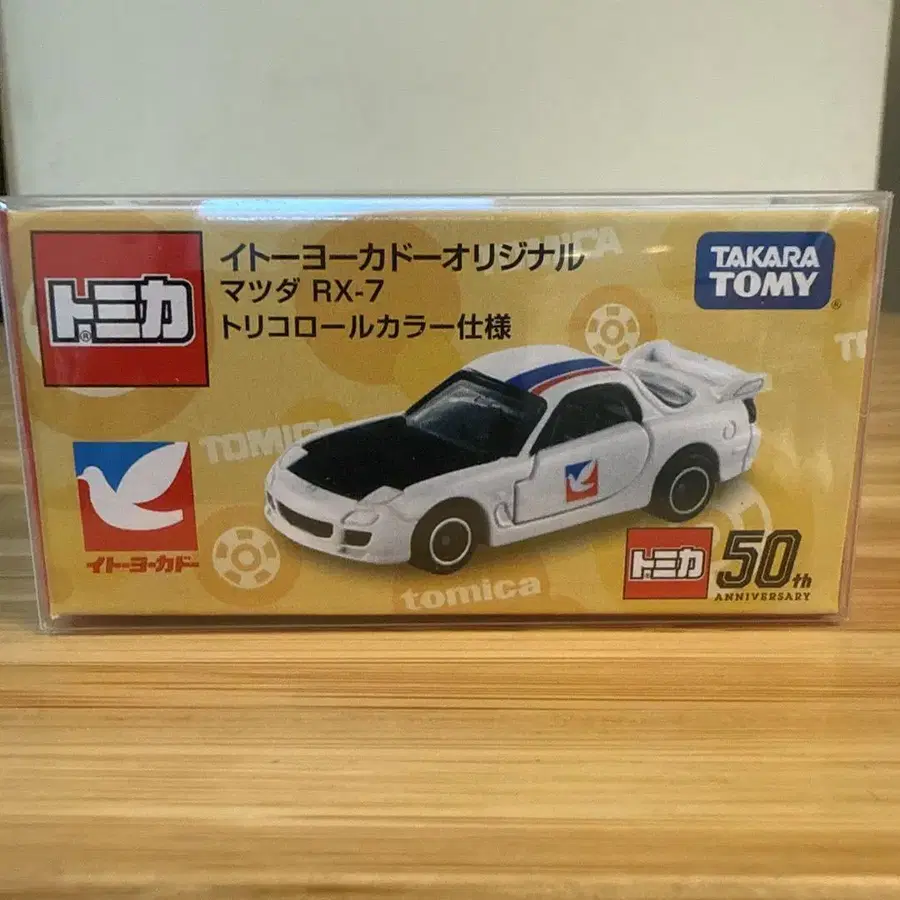 イトーヨーカドーオリジナル
マツダ RX-7
トリコロールカラー仕様
トミカ®
TAKARA
TOMY®
TOMICA
TOMICA
イトーヨーカドー
tomica
トミカ®
50th
ANNIVERSARY